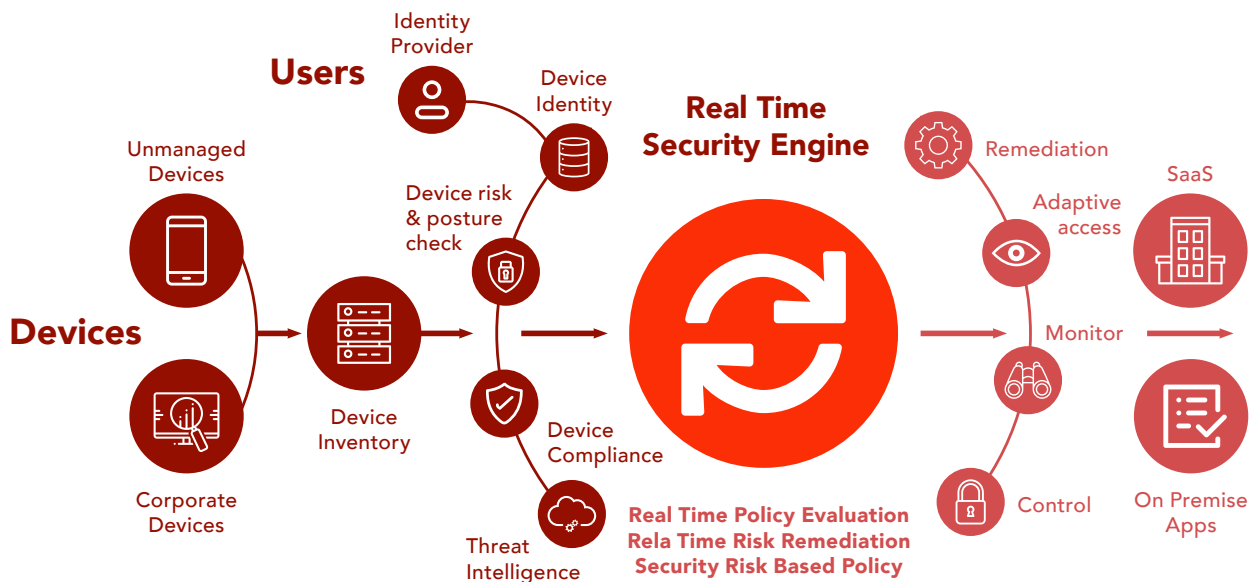 Identity
Provider
Users
Device
Identity
Real Time
Security Engine
Unmanaged
Devices
Device risk
& posture
check
Remediation
Adaptive
access
SaaS
Devices
Monitor
Device
Inventory
Device
Compliance
Corporate
Devices
Threat
Intelligence
Real Time Policy Evaluation
Rela Time Risk Remediation
Security Risk Based Policy
Control
On Premise
Apps